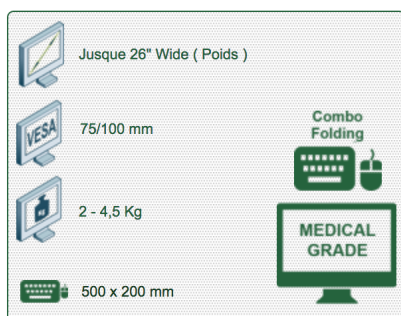 Jusque 26" Wide ( Poids )
VESA
75/100 mm
Combo
Folding
KG
2 - 4,5 Kg
MEDICAL
GRADE
500 x 200 mm